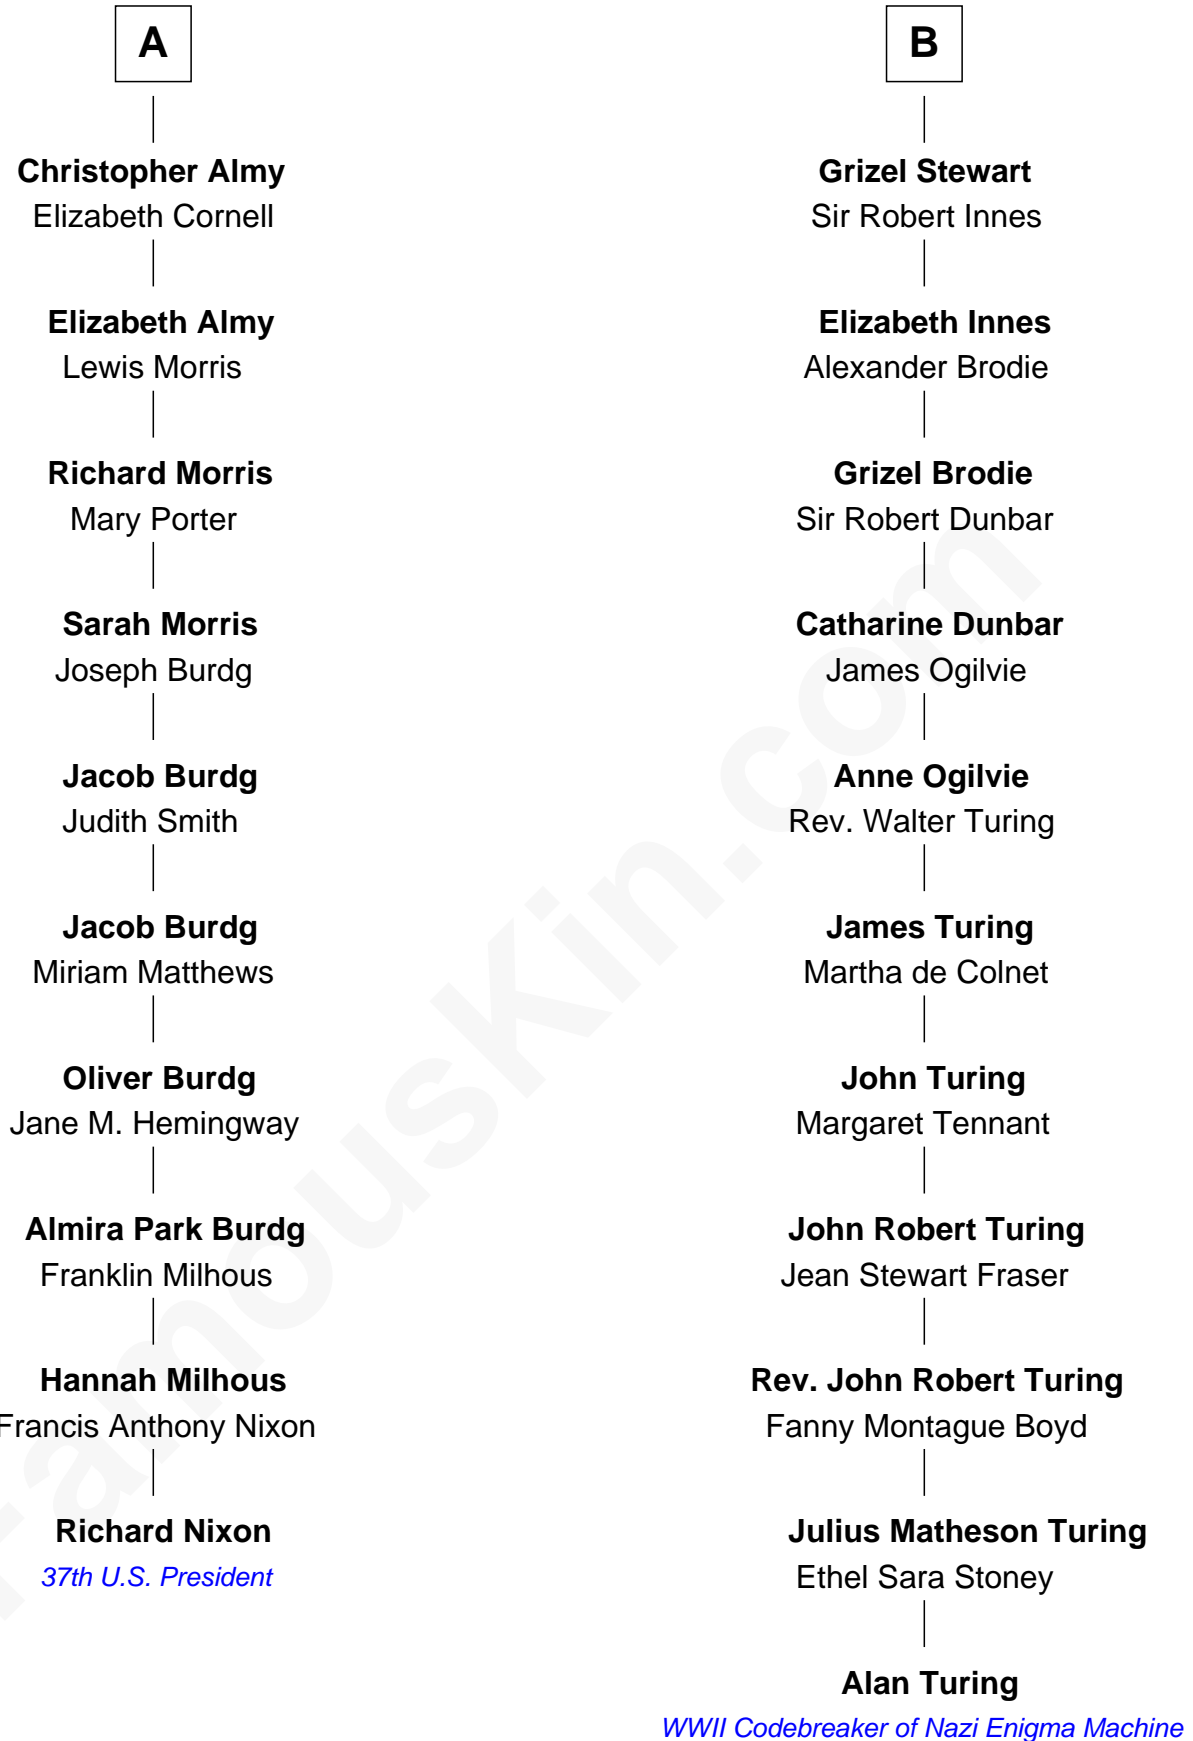 A
Christopher Almy
Elizabeth Cornell
Elizabeth Almy
Lewis Morris
Richard Morris
Mary Porter
Sarah Morris
Joseph Burdg
Jacob Burdg
Judith Smith
Jacob Burdg
Miriam Matthews
Oliver Burdg
Jane M. Hemingway
Almira Park Burdg
Franklin Milhous
Hannah Milhous
Francis Anthony Nixon
Richard Nixon
37th U.S. President
B
Grizel Stewart
Sir Robert Innes
Elizabeth Innes
Alexander Brodie
Grizel Brodie
Sir Robert Dunbar
Catharine Dunbar
James Ogilvie
Anne Ogilvie
Rev. Walter Turing
James Turing
Martha de Colnet
John Turing
Margaret Tennant
John Robert Turing
Jean Stewart Fraser
Rev. John Robert Turing
Fanny Montague Boyd
Julius Matheson Turing
Ethel Sara Stoney
Alan Turing
WWII Codebreaker of Nazi Enigma Machine
FamousKin.com